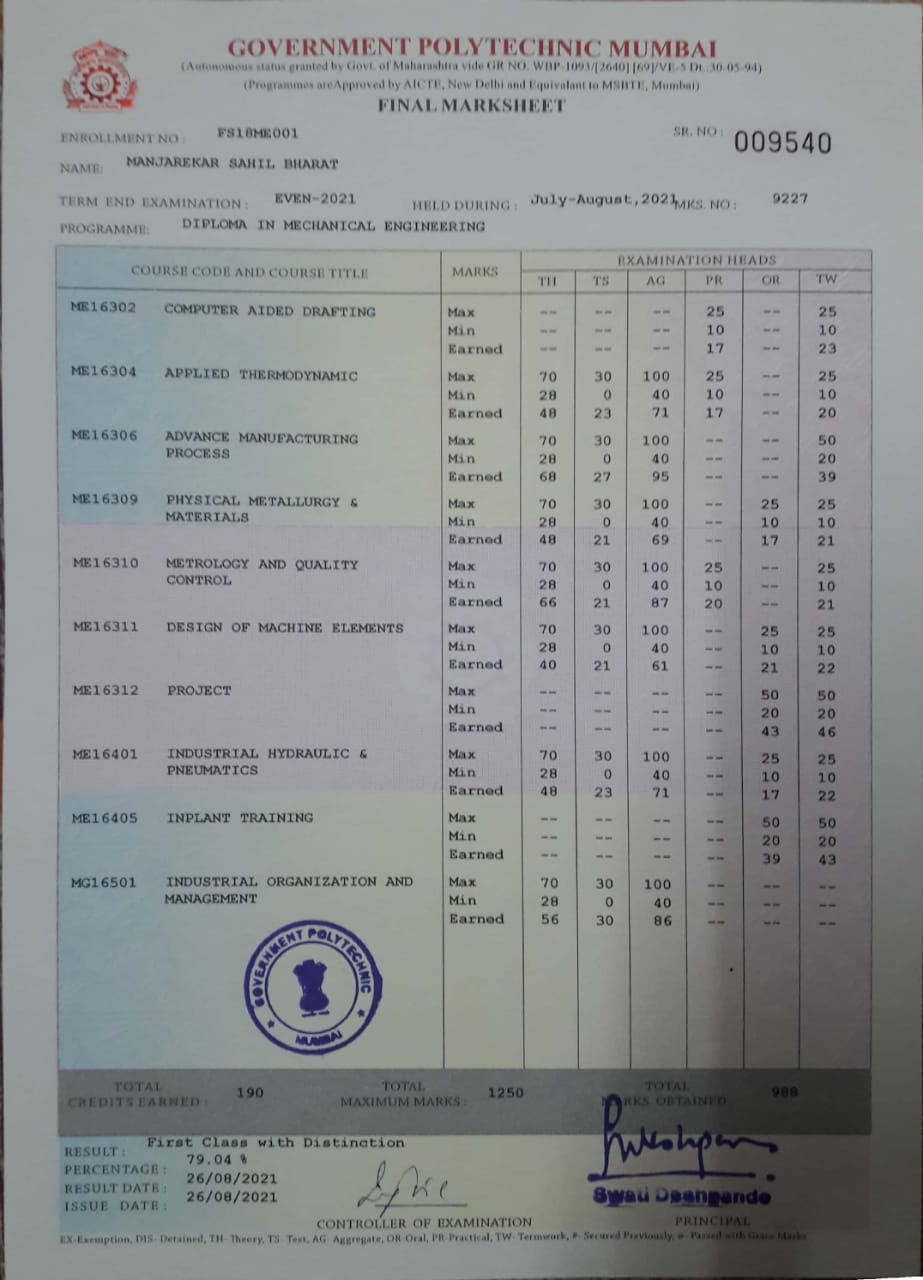 GOVERNMENT POLYTECHNIC MUMBAI
(Autonomous status granted by Govt. of Maharashtra vide GR NO. WBP-1093/[2640] [69]/VE-5 Dt.:30-05-94)
(Programmes are Approved by AICTE, New Delhi and Equivalant to MSBTE, Mumbai)
FINAL MARKSHEET
ENROLLMENT NO : FS18ME001 SR. NO : 009540
NAME: MANJAREKAR SAHIL BHARAT
TERM END EXAMINATION : EVEN-2021 HELD DURING : July-August,2021 MKS. NO : 9227
PROGRAMME: DIPLOMA IN MECHANICAL ENGINEERING
COURSE CODE AND COURSE TITLE MARKS EXAMINATION HEADS
TH TS AG PR OR TW
ME16302 COMPUTER AIDED DRAFTING Max -- -- -- 25 -- 25
Min -- -- -- 10 -- 10
Earned -- -- -- 17 -- 23
ME16304 APPLIED THERMODYNAMIC Max 70 30 100 25 -- 25
Min 28 0 40 10 -- 10
Earned 48 23 71 17 -- 20
ME16306 ADVANCE MANUFACTURING Max 70 30 100 -- -- 50
PROCESS Min 28 0 40 -- -- 20
Earned 68 27 95 -- -- 39
ME16309 PHYSICAL METALLURGY & Max 70 30 100 -- 25 25
MATERIALS Min 28 0 40 -- 10 10
Earned 48 21 69 -- 17 21
ME16310 METROLOGY AND QUALITY Max 70 30 100 25 -- 25
CONTROL Min 28 0 40 10 -- 10
Earned 66 21 87 20 -- 21
ME16311 DESIGN OF MACHINE ELEMENTS Max 70 30 100 -- 25 25
Min 28 0 40 -- 10 10
Earned 40 21 61 -- 21 22
ME16312 PROJECT Max -- -- -- -- 50 50
Min -- -- -- -- 20 20
Earned -- -- -- -- 43 46
ME16401 INDUSTRIAL HYDRAULIC & Max 70 30 100 -- 25 25
PNEUMATICS Min 28 0 40 -- 10 10
Earned 48 23 71 -- 17 22
ME16405 INPLANT TRAINING Max -- -- -- -- 50 50
Min -- -- -- -- 20 20
Earned -- -- -- -- 39 43
MG16501 INDUSTRIAL ORGANIZATION AND Max 70 30 100 -- -- --
MANAGEMENT Min 28 0 40 -- -- --
Earned 56 30 86 -- -- --
GOVERNMENT POLYTECHNIC
MUMBAI
TOTAL CREDITS EARNED : 190 TOTAL MAXIMUM MARKS : 1250 TOTAL MARKS OBTAINED 988
RESULT : First Class with Distinction
PERCENTAGE : 79.04 %
RESULT DATE : 26/08/2021
ISSUE DATE : 26/08/2021
Swati Deshpande
CONTROLLER OF EXAMINATION PRINCIPAL
EX-Exemption, DIS- Detained, TH- Theory, TS- Test, AG- Aggregate, OR-Oral, PR-Practical, TW- Termwork, #- Secured Previously, @- Passed with Grace Marks